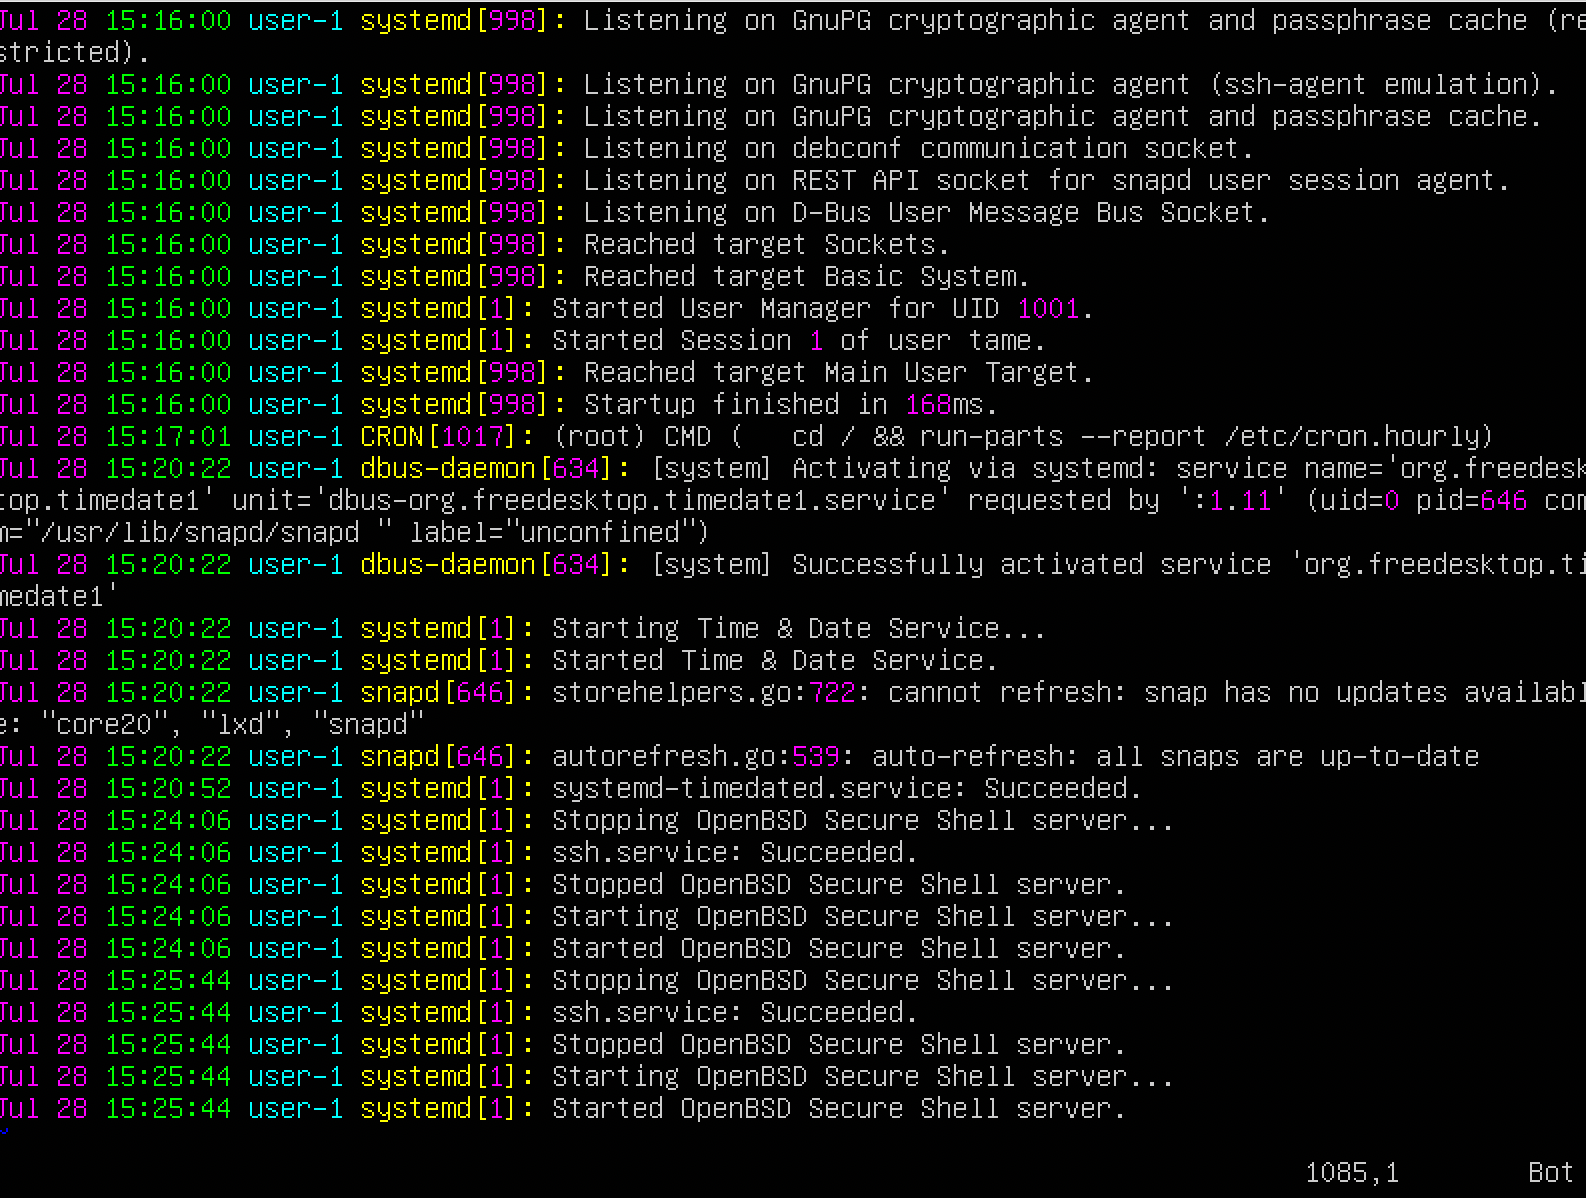 Jul 28 15:16:00 user-1 systemd[998]: Listening on GnuPG cryptographic agent and passphrase cache (re
stricted).
Jul 28 15:16:00 user-1 systemd[998]: Listening on GnuPG cryptographic agent (ssh-agent emulation).
Jul 28 15:16:00 user-1 systemd[998]: Listening on GnuPG cryptographic agent and passphrase cache.
Jul 28 15:16:00 user-1 systemd[998]: Listening on debconf communication socket.
Jul 28 15:16:00 user-1 systemd[998]: Listening on REST API socket for snapd user session agent.
Jul 28 15:16:00 user-1 systemd[998]: Listening on D-Bus User Message Bus Socket.
Jul 28 15:16:00 user-1 systemd[998]: Reached target Sockets.
Jul 28 15:16:00 user-1 systemd[998]: Reached target Basic System.
Jul 28 15:16:00 user-1 systemd[1]: Started User Manager for UID 1001.
Jul 28 15:16:00 user-1 systemd[1]: Started Session 1 of user tame.
Jul 28 15:16:00 user-1 systemd[998]: Reached target Main User Target.
Jul 28 15:16:00 user-1 systemd[998]: Startup finished in 168ms.
Jul 28 15:17:01 user-1 CRON[1017]: (root) CMD (   cd / && run-parts --report /etc/cron.hourly)
Jul 28 15:20:22 user-1 dbus-daemon[634]: [system] Activating via systemd: service name='org.freedesk
top.timedate1' unit='dbus-org.freedesktop.timedate1.service' requested by ':1.11' (uid=0 pid=646 com
m="/usr/lib/snapd/snapd " label="unconfined")
Jul 28 15:20:22 user-1 dbus-daemon[634]: [system] Successfully activated service 'org.freedesktop.ti
medate1'
Jul 28 15:20:22 user-1 systemd[1]: Starting Time & Date Service...
Jul 28 15:20:22 user-1 systemd[1]: Started Time & Date Service.
Jul 28 15:20:22 user-1 snapd[646]: storehelpers.go:722: cannot refresh: snap has no updates availabl
e: "core20", "lxd", "snapd"
Jul 28 15:20:22 user-1 snapd[646]: autorefresh.go:539: auto-refresh: all snaps are up-to-date
Jul 28 15:20:52 user-1 systemd[1]: systemd-timedated.service: Succeeded.
Jul 28 15:24:06 user-1 systemd[1]: Stopping OpenBSD Secure Shell server...
Jul 28 15:24:06 user-1 systemd[1]: ssh.service: Succeeded.
Jul 28 15:24:06 user-1 systemd[1]: Stopped OpenBSD Secure Shell server.
Jul 28 15:24:06 user-1 systemd[1]: Starting OpenBSD Secure Shell server...
Jul 28 15:24:06 user-1 systemd[1]: Started OpenBSD Secure Shell server.
Jul 28 15:25:44 user-1 systemd[1]: Stopping OpenBSD Secure Shell server...
Jul 28 15:25:44 user-1 systemd[1]: ssh.service: Succeeded.
Jul 28 15:25:44 user-1 systemd[1]: Stopped OpenBSD Secure Shell server.
Jul 28 15:25:44 user-1 systemd[1]: Starting OpenBSD Secure Shell server...
Jul 28 15:25:44 user-1 systemd[1]: Started OpenBSD Secure Shell server.
~
1085,1 Bot